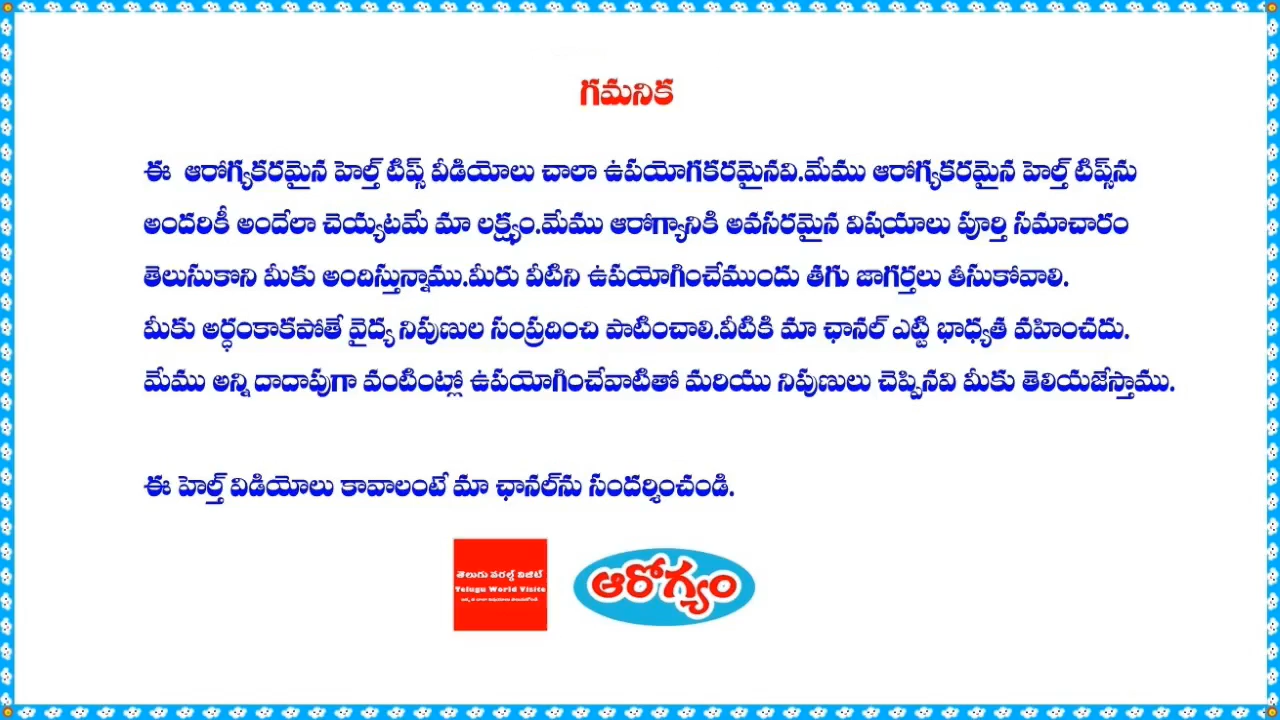 గమనిక
ఈ ఆరోగ్యకరమైన హెల్త్ టిప్స్ వీడియోలు చాలా ఉపయోగకరమైనవి.మేము ఆరోగ్యకరమైన హెల్త్ టిప్స్‌ను
అందరికీ అందేలా చెయ్యటమే మా లక్ష్యం.మేము ఆరోగ్యానికి అవసరమైన విషయాలు పూర్తి సమాచారం
తెలుసుకొని మీకు అందిస్తున్నాము.మీరు వీటిని ఉపయోగించేముందు తగు జాగర్తలు తీసుకోవాలి.
మీకు అర్ధంకాకపోతే వైద్య నిపుణుల సంప్రదించి పాటించాలి.వీటికి మా ఛానల్ ఎట్టి భాధ్యత వహించదు.
మేము అన్ని దాదాపుగా వంటింట్లో ఉపయోగించేవాటితో మరియు నిపుణులు చెప్పినవి మీకు తెలియజేస్తాము.
ఈ హెల్త్ విడియోలు కావాలంటే మా ఛానల్‌ను సందర్శించండి.
తెలుగు వరల్డ్ విజిట్
Telugu World Visite
ఆరోగ్యం